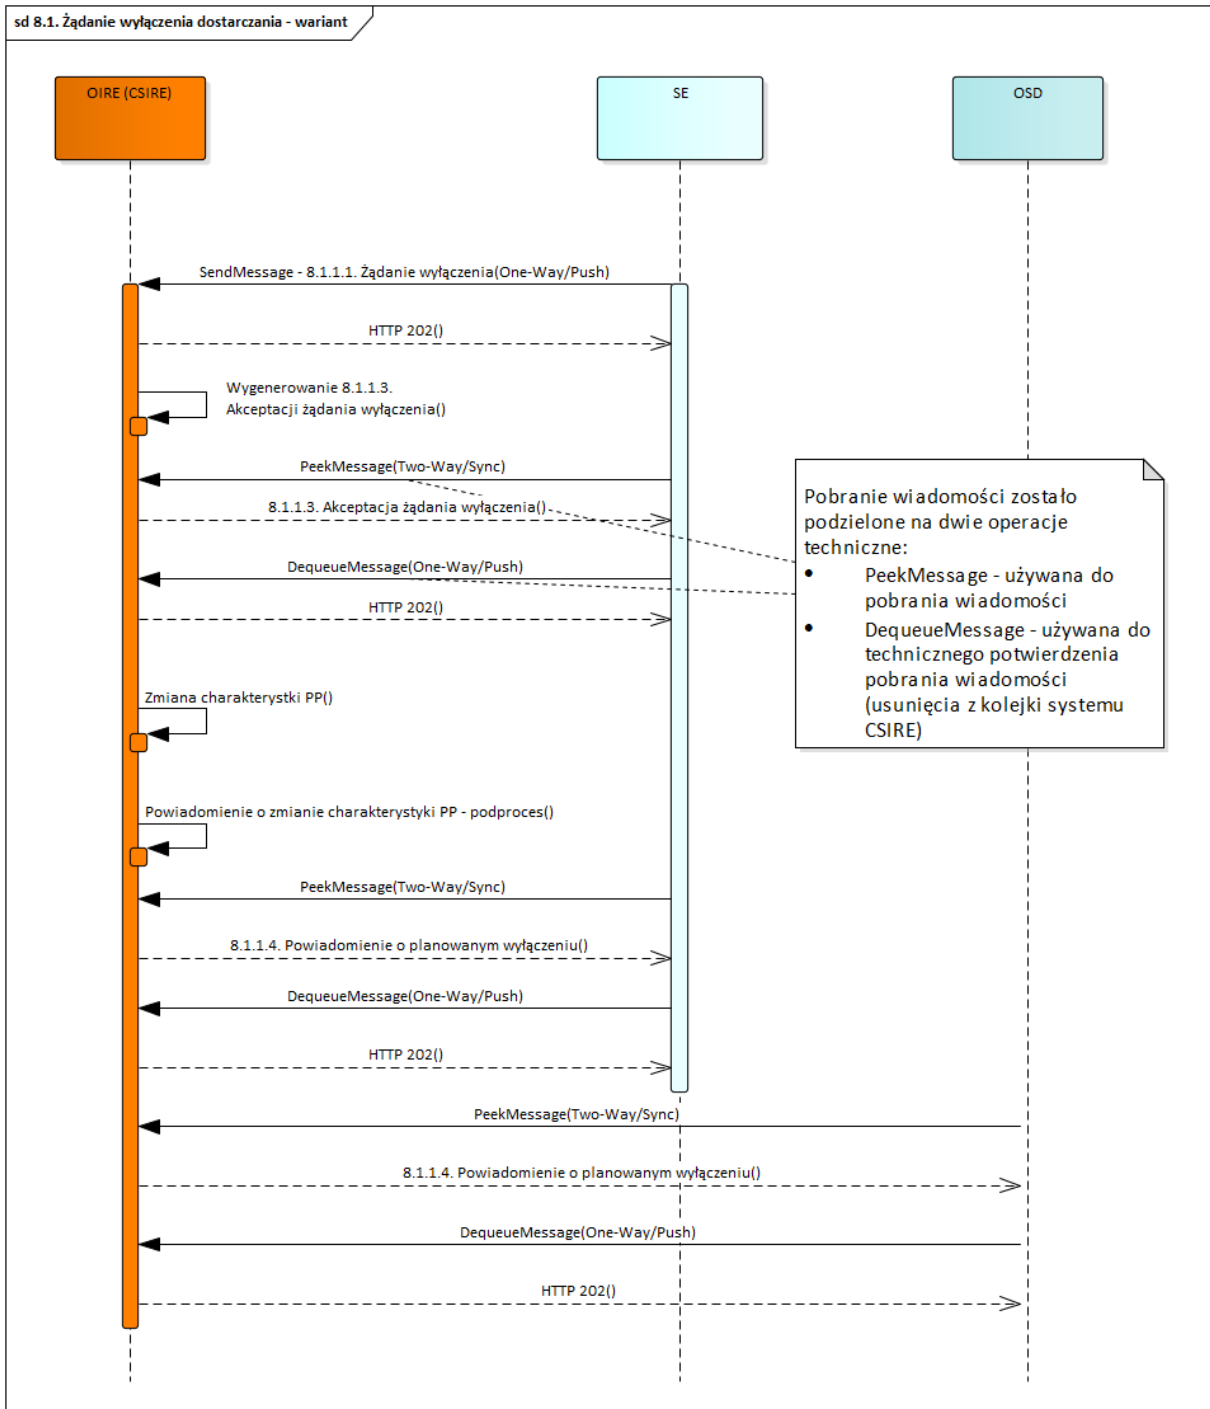 sd 8.1. Żądanie wyłączenia dostarczania - wariant
OIRE (CSIRE)
SE
OSD
SendMessage - 8.1.1.1. Żądanie wyłączenia(One-Way/Push)
HTTP 202()
Wygenerowanie 8.1.1.3.
Akceptacji żądania wyłączenia()
PeekMessage(Two-Way/Sync)
8.1.1.3. Akceptacja żądania wyłączenia()
DequeueMessage(One-Way/Push)
HTTP 202()
Pobranie wiadomości zostało
podzielone na dwie operacje
techniczne:
• PeekMessage - używana do
pobrania wiadomości
• DequeueMessage - używana do
technicznego potwierdzenia
pobrania wiadomości
(usunięcia z kolejki systemu
CSIRE)
Zmiana charakterystki PP()
Powiadomienie o zmianie charakterystyki PP - podproces()
PeekMessage(Two-Way/Sync)
8.1.1.4. Powiadomienie o planowanym wyłączeniu()
DequeueMessage(One-Way/Push)
HTTP 202()
PeekMessage(Two-Way/Sync)
8.1.1.4. Powiadomienie o planowanym wyłączeniu()
DequeueMessage(One-Way/Push)
HTTP 202()